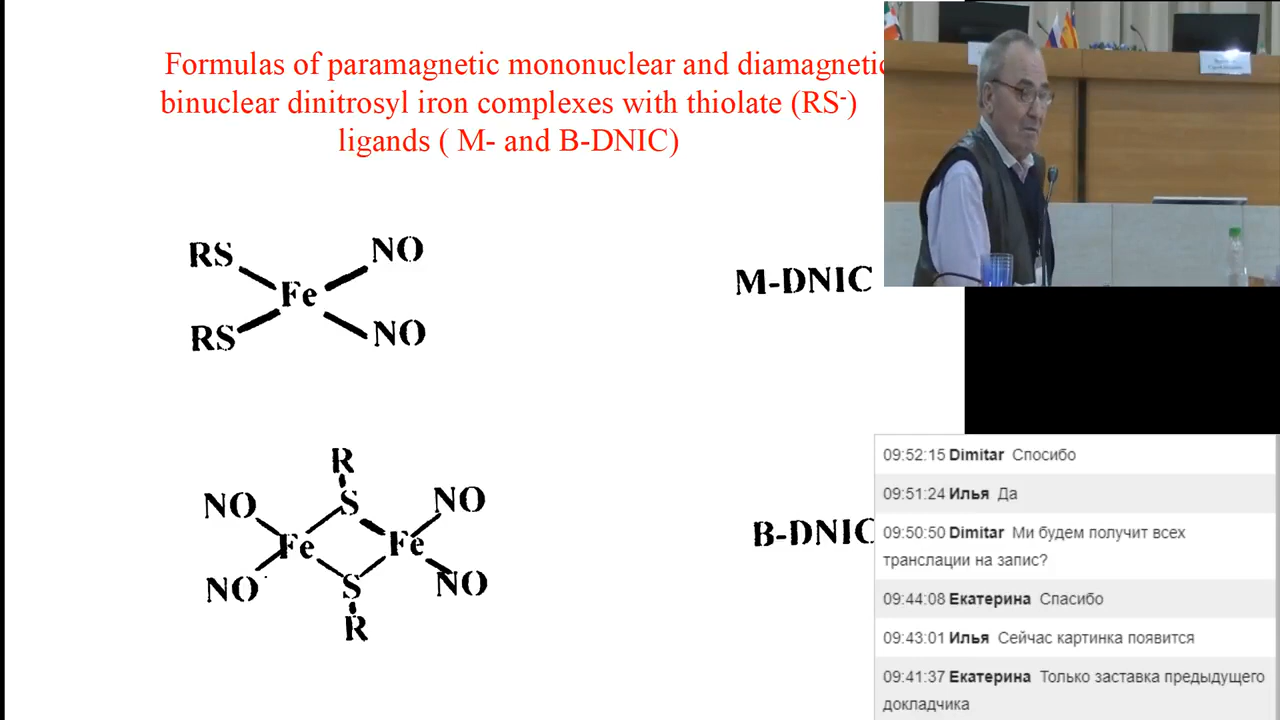 Formulas of paramagnetic mononuclear and diamagnetic
binuclear dinitrosyl iron complexes with thiolate (RS-)
ligands ( M- and B-DNIC)
RS NO
Fe
RS NO
M-DNIC
R
NO S NO
Fe Fe
NO S NO
R
B-DNIC
09:52:15 Dimitar Спосибо
09:51:24 Илья Да
09:50:50 Dimitar Ми будем получит всех
транслации на запис?
09:44:08 Екатерина Спасибо
09:43:01 Илья Сейчас картинка появится
09:41:37 Екатерина Только заставка предыдущего
докладчика